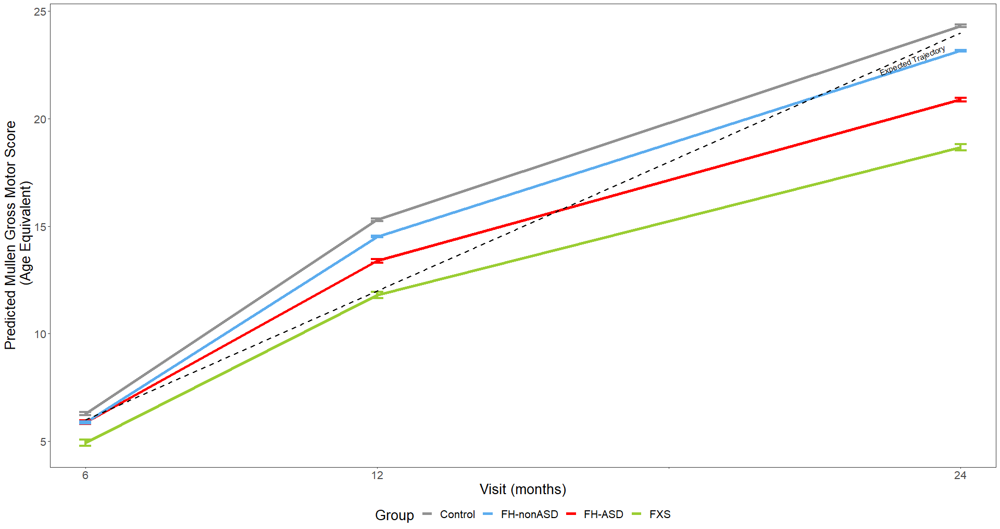 Predicted Mullen Gross Motor Score
(Age Equivalent)
25
20
15
10
5
Expected Trajectory
6 12 24
Visit (months)
Group Control FH-nonASD FH-ASD FXS